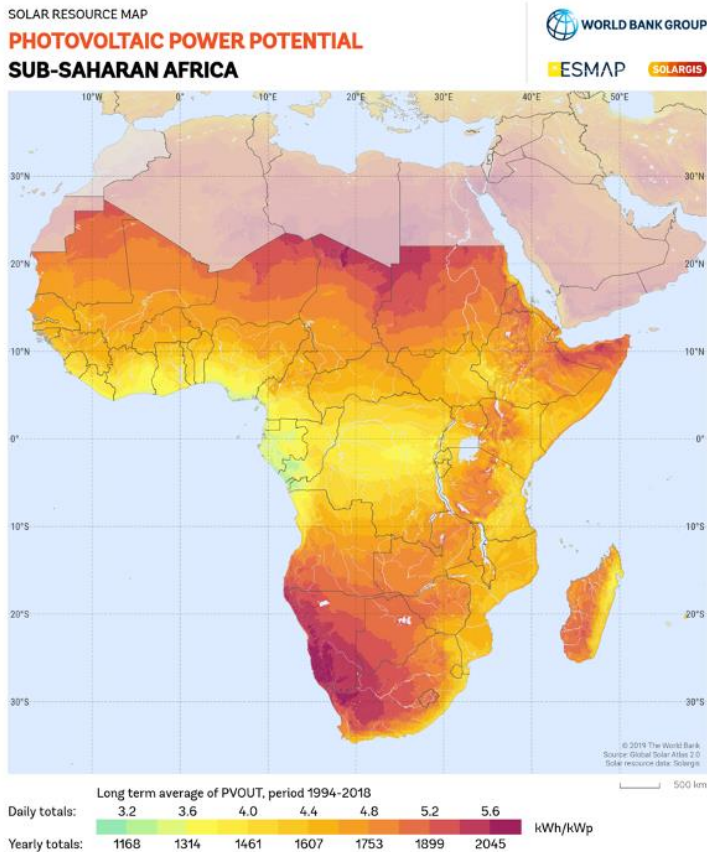 SOLAR RESOURCE MAP
PHOTOVOLTAIC POWER POTENTIAL
SUB-SAHARAN AFRICA
WORLD BANK GROUP
ESMAP
SOLARGIS
10°W 0° 10°E 20°E 30°E 40°E 50°E
30°N 30°N
20°N 20°N
10°N 10°N
0° 0°
10°S 10°S
20°S 20°S
30°S 30°S
© 2019 The World Bank
Source: Global Solar Atlas 2.0
Solar resource data: Solargis
500 km
Long term average of PVOUT, period 1994-2018
Daily totals: 3.2 3.6 4.0 4.4 4.8 5.2 5.6
kWh/kWp
Yearly totals: 1168 1314 1461 1607 1753 1899 2045